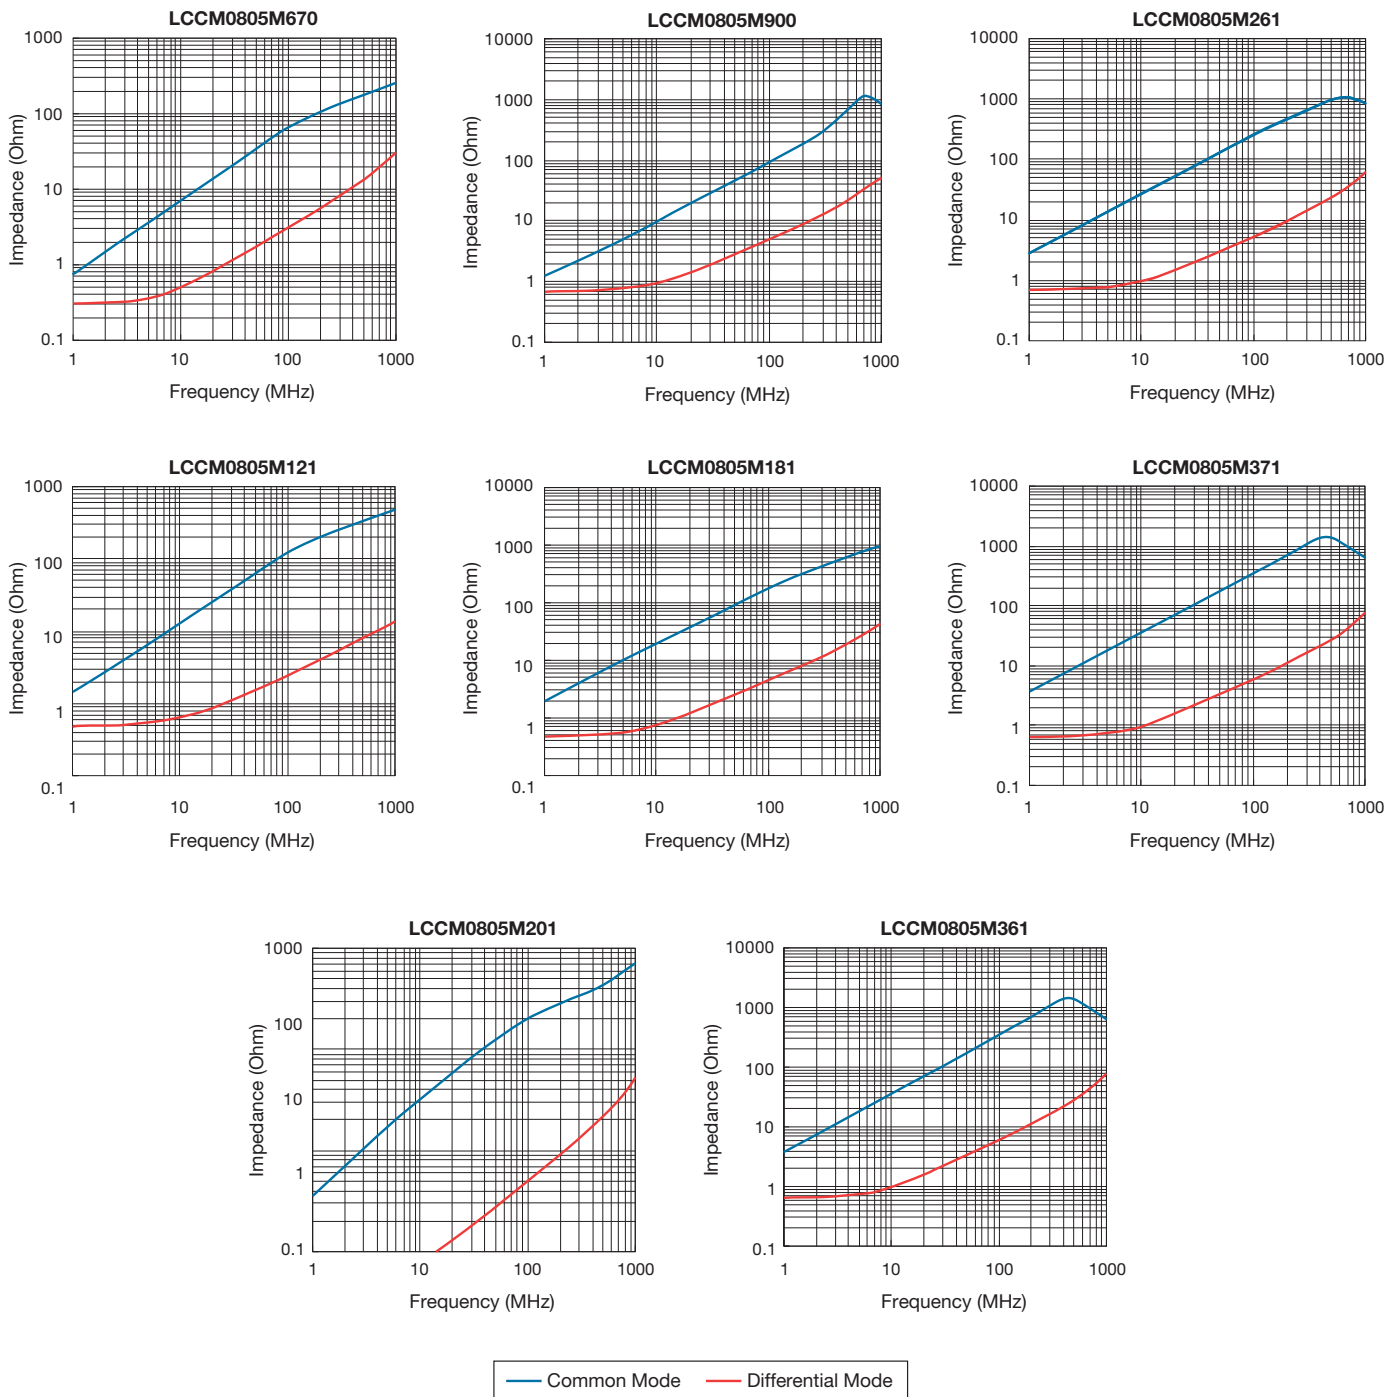 LCCM0805M670
1000
100
10
1
0.1
Impedance (Ohm)
1 10 100 1000
Frequency (MHz)
LCCM0805M900
10000
1000
100
10
1
0.1
Impedance (Ohm)
1 10 100 1000
Frequency (MHz)
LCCM0805M261
10000
1000
100
10
1
0.1
Impedance (Ohm)
1 10 100 1000
Frequency (MHz)
LCCM0805M121
1000
100
10
1
0.1
Impedance (Ohm)
1 10 100 1000
Frequency (MHz)
LCCM0805M181
10000
1000
100
10
1
0.1
Impedance (Ohm)
1 10 100 1000
Frequency (MHz)
LCCM0805M371
10000
1000
100
10
1
0.1
Impedance (Ohm)
1 10 100 1000
Frequency (MHz)
LCCM0805M201
1000
100
10
1
0.1
Impedance (Ohm)
1 10 100 1000
Frequency (MHz)
LCCM0805M361
10000
1000
100
10
1
0.1
Impedance (Ohm)
1 10 100 1000
Frequency (MHz)
Common Mode Differential Mode